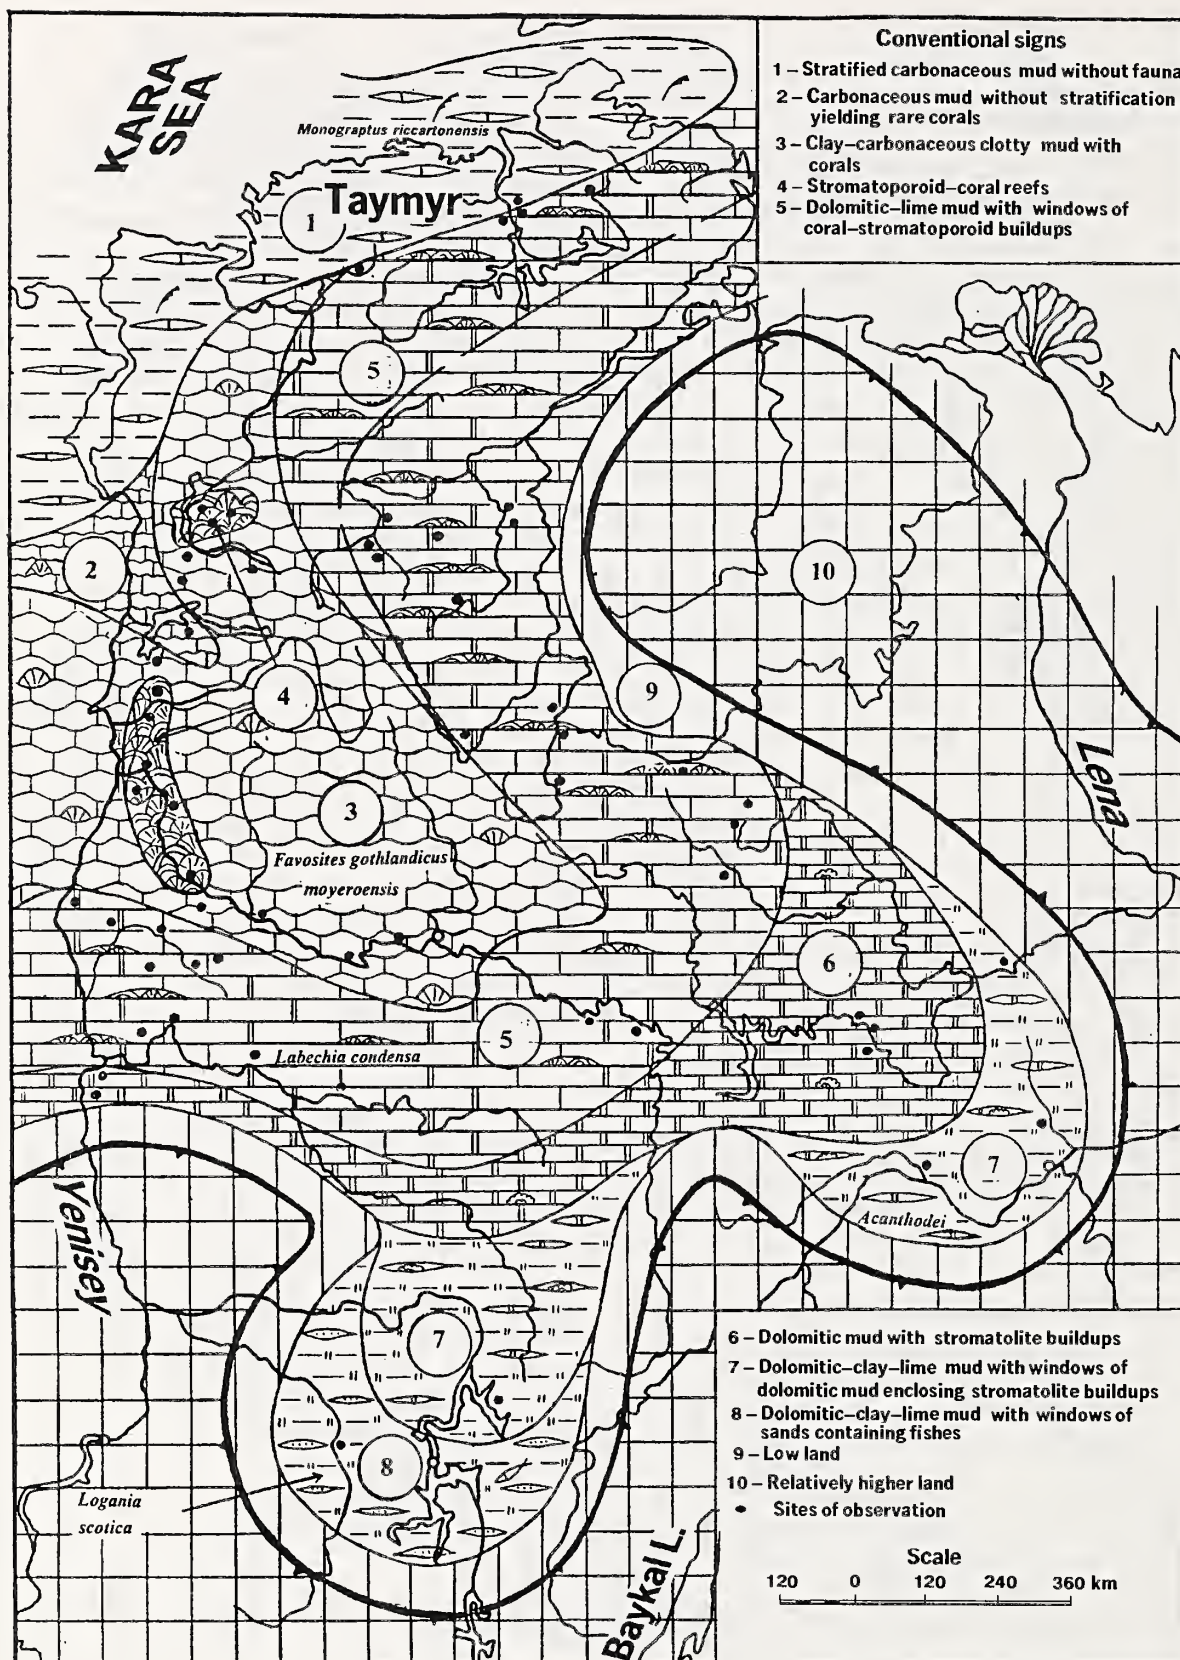 KARA
SEA
Conventional signs
1 – Stratified carbonaceous mud without fauna
2 – Carbonaceous mud without stratification
yielding rare corals
3 – Clay–carbonaceous clotty mud with
corals
4 – Stromatoporoid–coral reefs
5 – Dolomitic–lime mud with windows of
coral–stromatoporoid buildups
Monograptus riccartonensis
Taymyr
1
5
2
10
9
4
Lena
3
Favosites gothlandicus
moyeroensis
6
5
Labechia condensa
7
Acanthodei
Yenisey
7
8
Logania
scotica
Baykal L.
6 – Dolomitic mud with stromatolite buildups
7 – Dolomitic–clay–lime mud with windows of
dolomitic mud enclosing stromatolite buildups
8 – Dolomitic–clay–lime mud with windows of
sands containing fishes
9 – Low land
10 – Relatively higher land
• Sites of observation
Scale
120 0 120 240 360 km